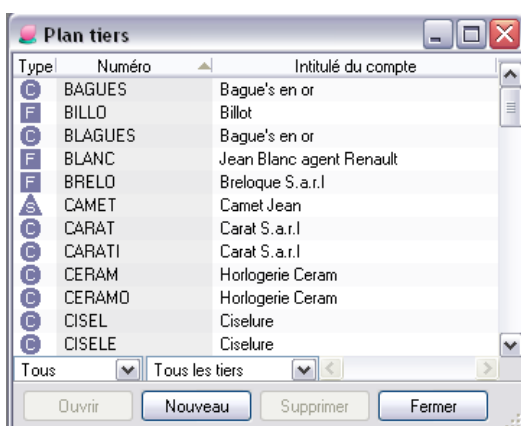 Plan tiers
Type Numéro Intitulé du compte
C BAGUES Bague's en or
F BILLO Billot
C BLAGUES Bague's en or
F BLANC Jean Blanc agent Renault
F BRELO Breloque S.a.r.l
S CAMET Camet Jean
C CARAT Carat S.a.r.l
C CARATI Carat S.a.r.l
C CERAM Horlogerie Ceram
C CERAMO Horlogerie Ceram
C CISEL Ciselure
C CISELE Ciselure
Tous Tous les tiers
Ouvrir Nouveau Supprimer Fermer